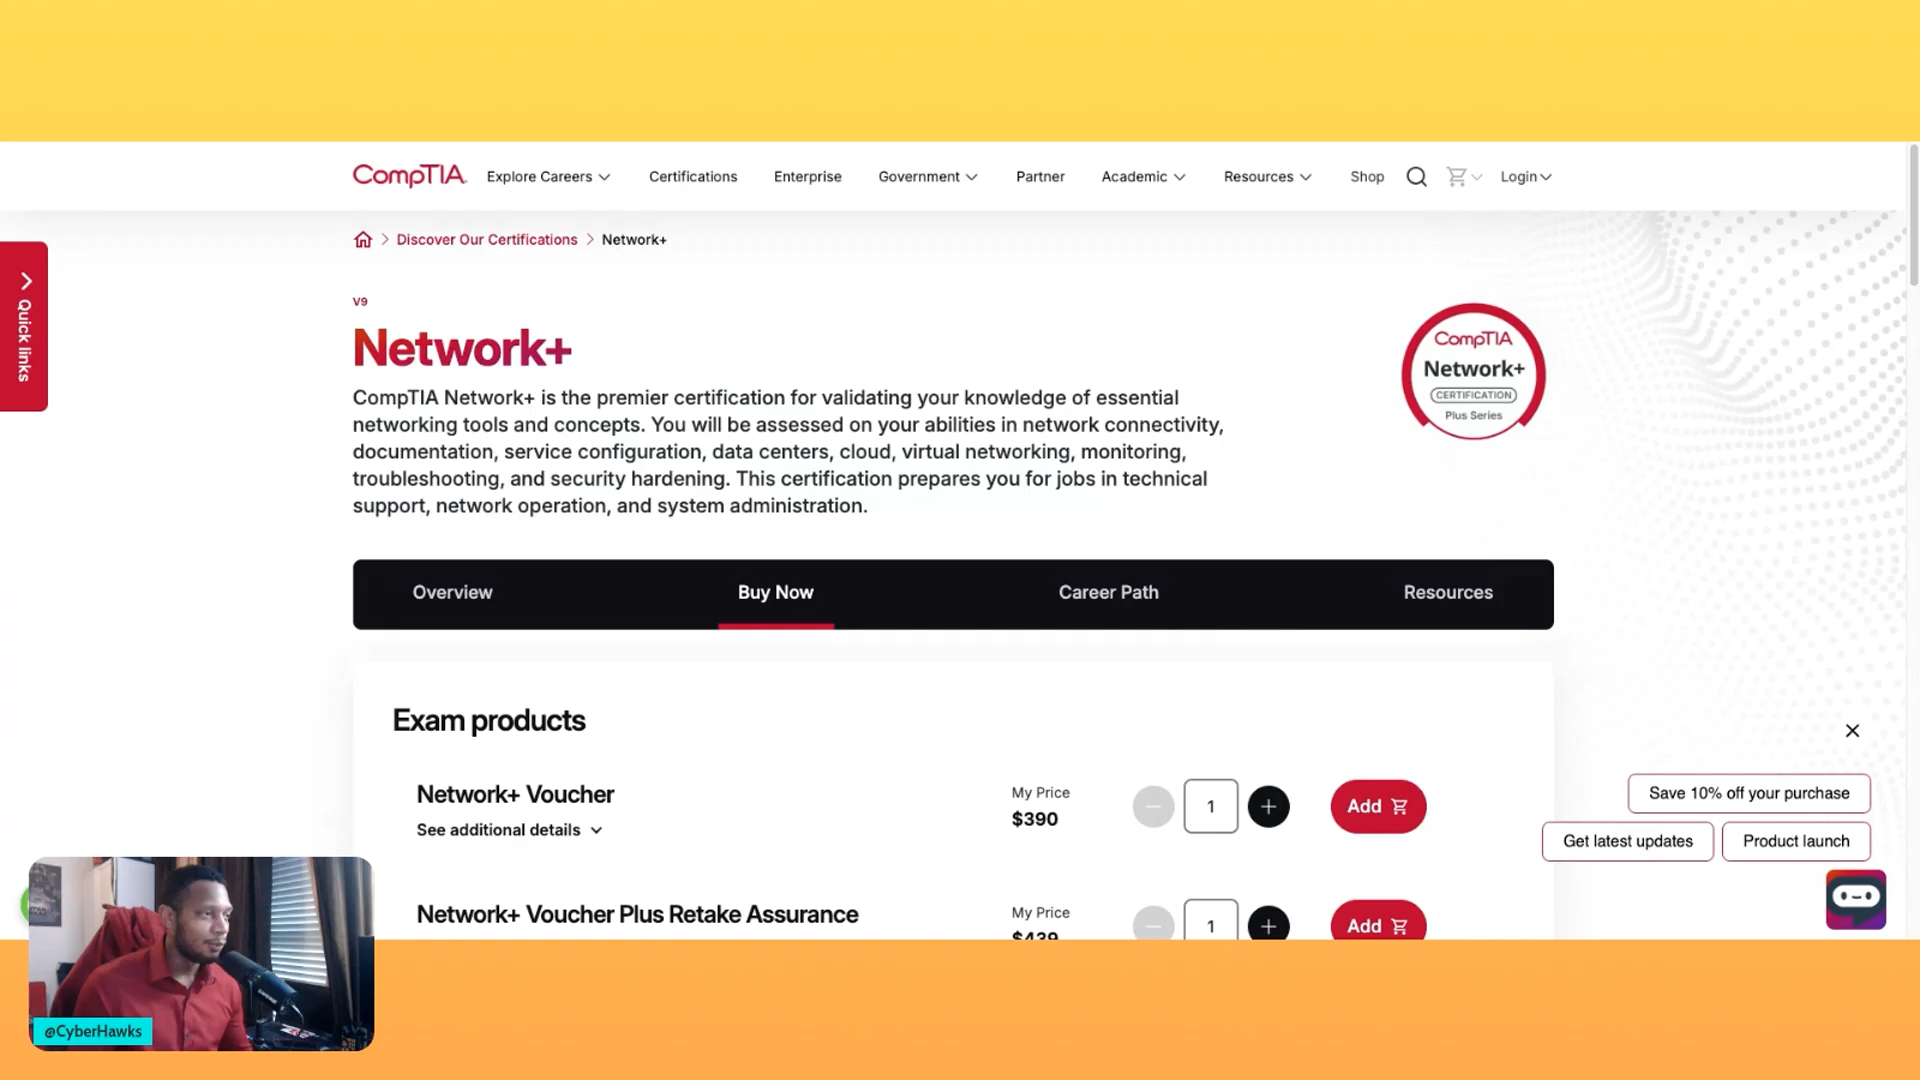 CompTIA. Explore Careers Certifications Enterprise Government Partner Academic Resources Shop Login
Discover Our Certifications Network+
Quick links
V9
Network+
CompTIA Network+ is the premier certification for validating your knowledge of essential
networking tools and concepts. You will be assessed on your abilities in network connectivity,
documentation, service configuration, data centers, cloud, virtual networking, monitoring,
troubleshooting, and security hardening. This certification prepares you for jobs in technical
support, network operation, and system administration.
CompTIA
Network+
CERTIFICATION
Plus Series
Overview Buy Now Career Path Resources
Exam products
Network+ Voucher
See additional details
My Price
$390
1
Add
Save 10% off your purchase
Get latest updates Product launch
Network+ Voucher Plus Retake Assurance
My Price
$439
1
Add
@CyberHawks